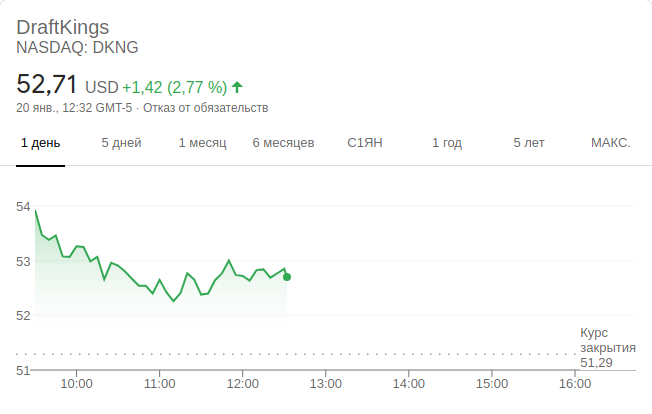 DraftKings
NASDAQ: DKNG
52,71 USD +1,42 (2,77 %)
20 янв., 12:32 GMT-5 · Отказ от обязательств
1 день 5 дней 1 месяц 6 месяцев С1ЯН 1 год 5 лет МАКС.
54
53
52
Курс
закрытия
51,29
51
10:00 11:00 12:00 13:00 14:00 15:00 16:00